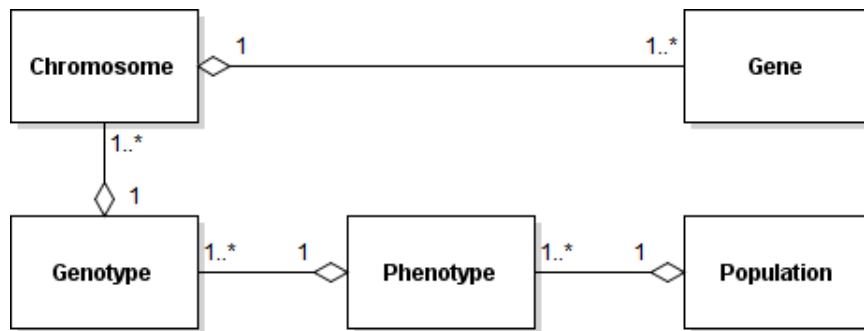 1
1..*
Chromosome
Gene
1..*
1
1..*
1
1..*
1
Genotype
Phenotype
Population